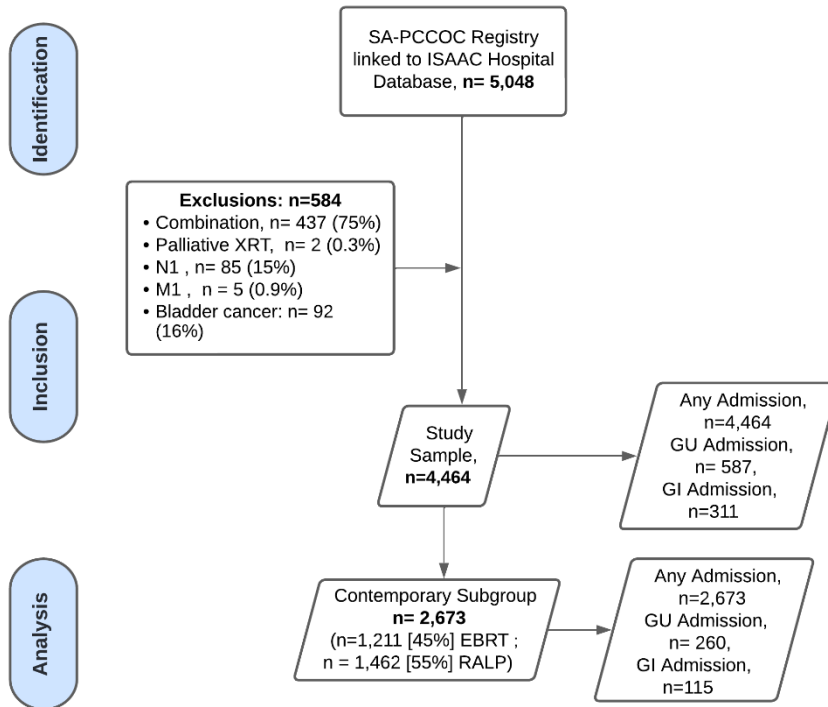 Identification
SA-PCCOC Registry
linked to ISAAC Hospital
Database, n= 5,048
Exclusions: n=584
• Combination, n= 437 (75%)
• Palliative XRT, n= 2 (0.3%)
• N1 , n= 85 (15%)
• M1 , n = 5 (0.9%)
• Bladder cancer: n= 92
(16%)
Inclusion
Study
Sample,
n=4,464
Any Admission,
n=4,464
GU Admission,
n= 587,
GI Admission,
n=311
Analysis
Contemporary Subgroup
n= 2,673
(n=1,211 [45%] EBRT ;
n = 1,462 [55%] RALP)
Any Admission,
n=2,673
GU Admission,
n= 260,
GI Admission,
n=115